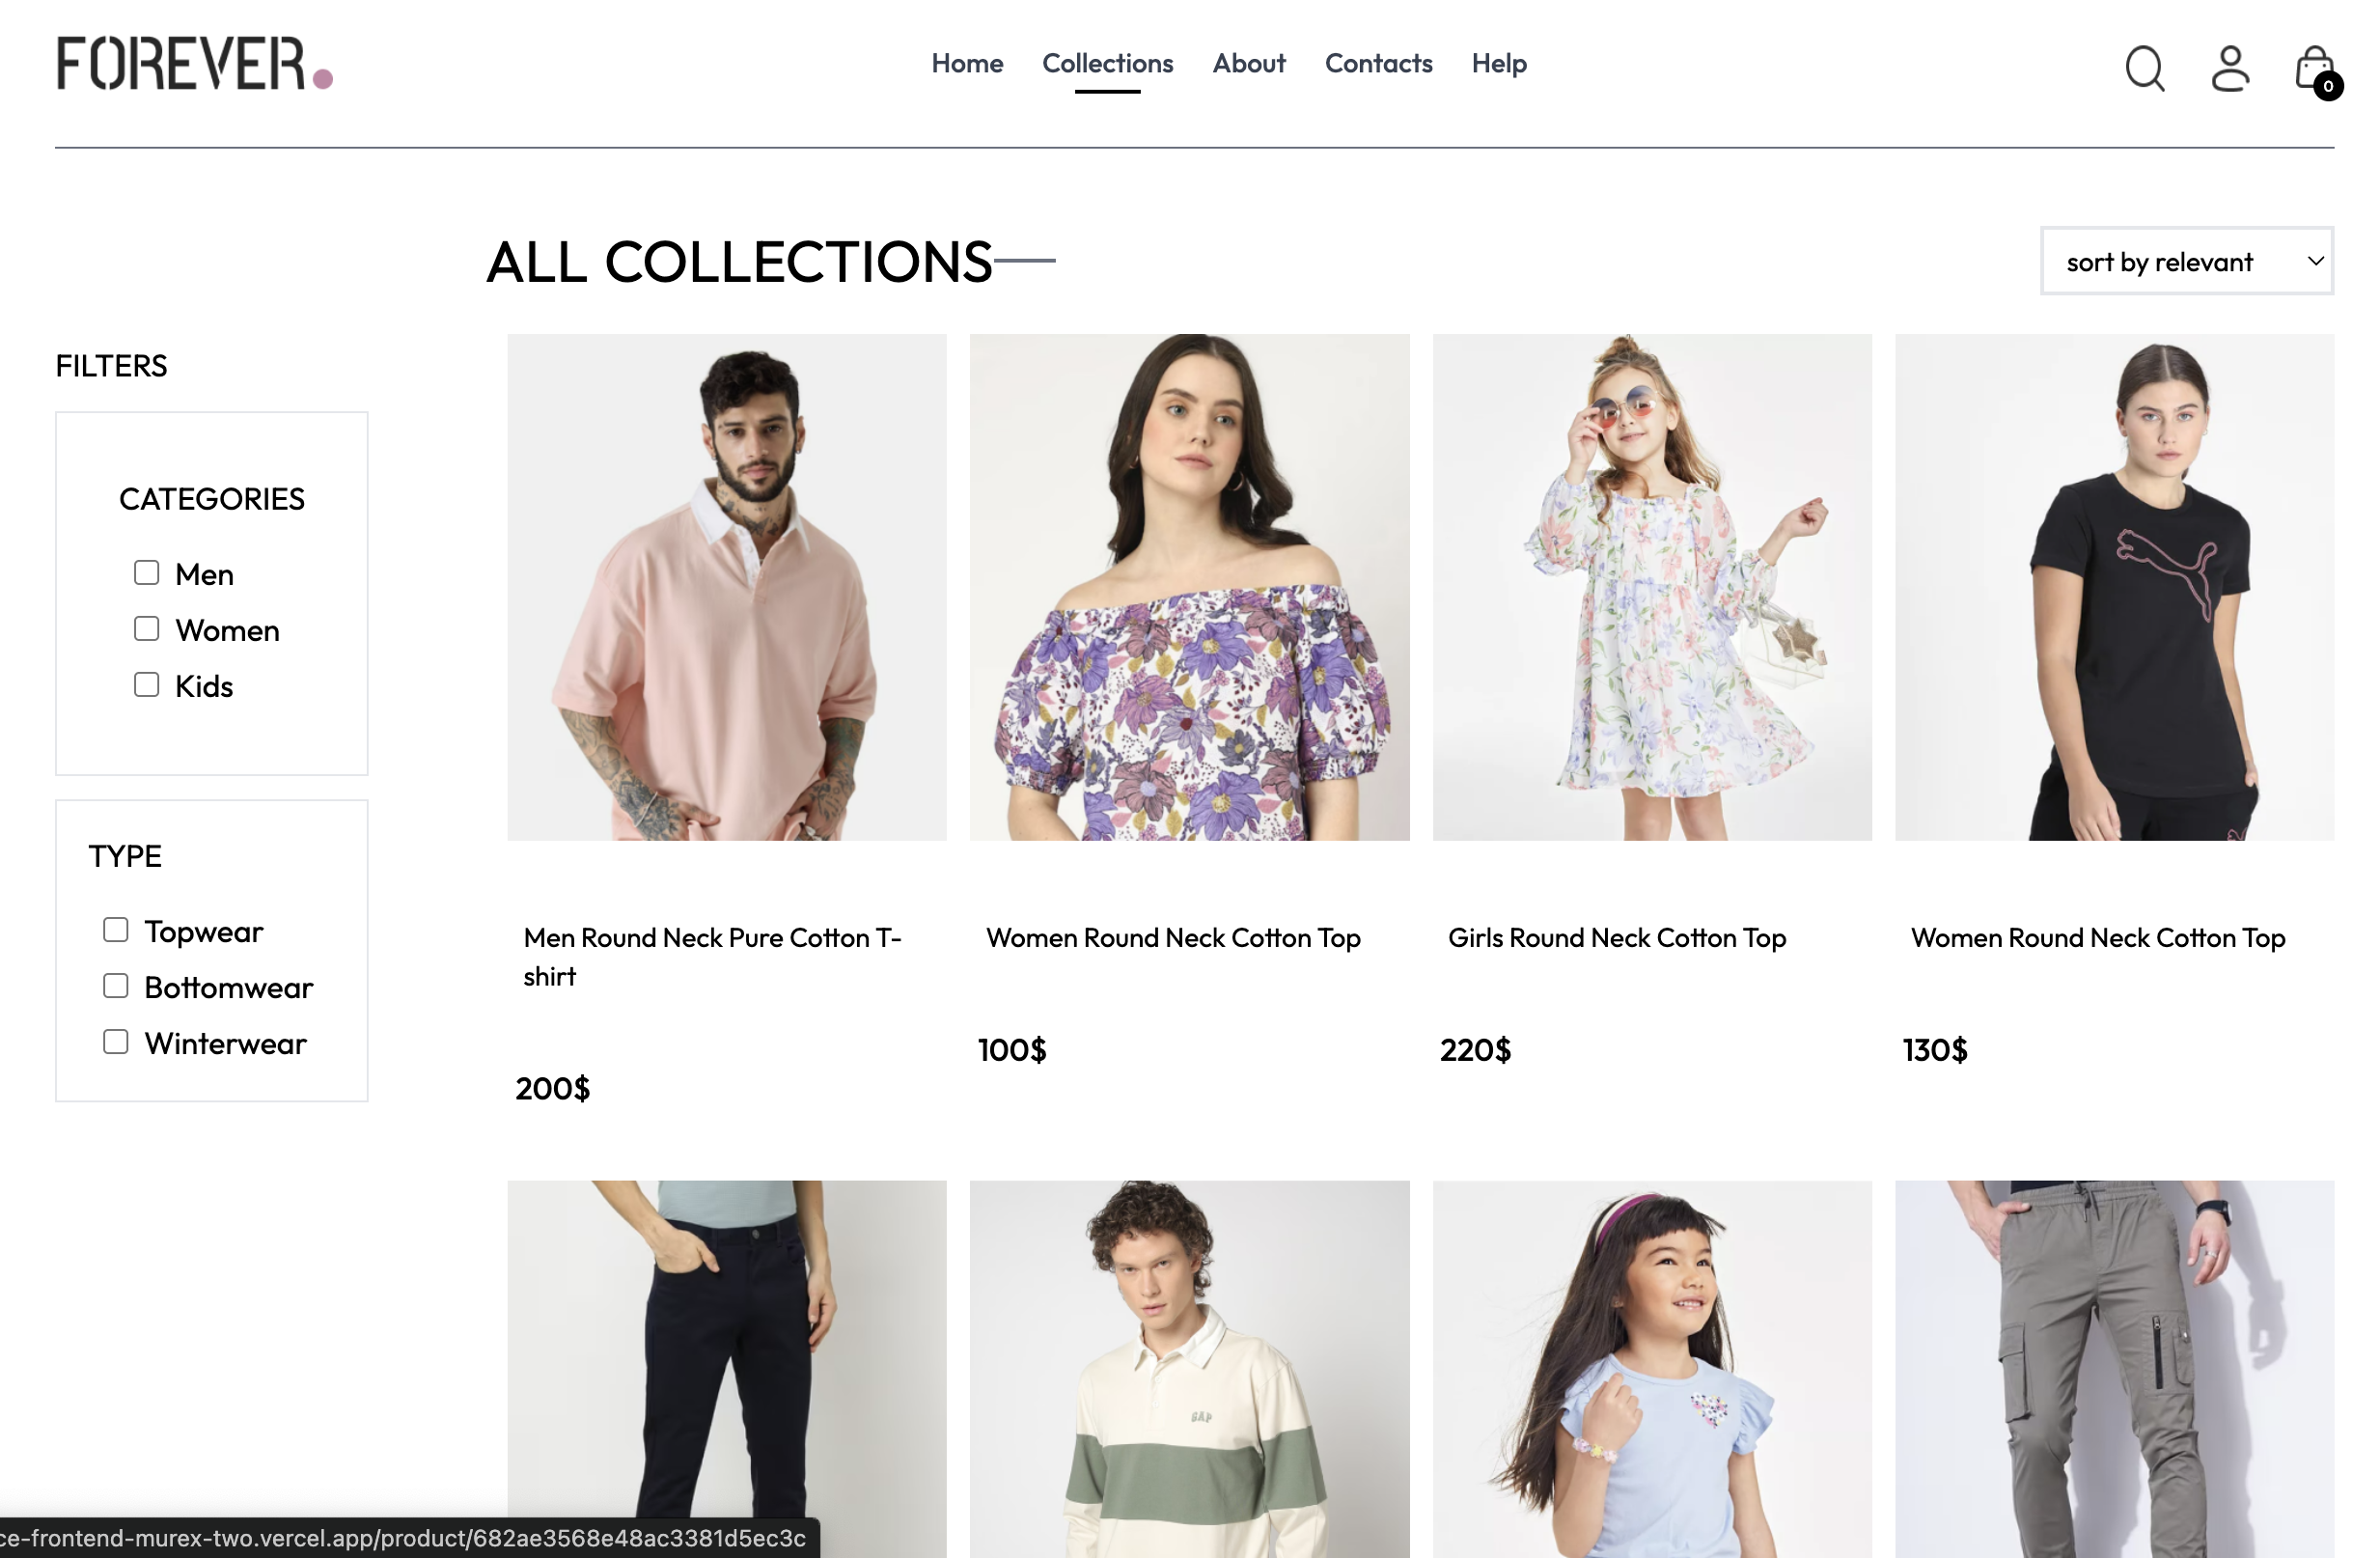 FOREVER.
Home Collections About Contacts Help
0
ALL COLLECTIONS
sort by relevant
FILTERS
CATEGORIES
Men
Women
Kids
TYPE
Topwear
Bottomwear
Winterwear
Men Round Neck Pure Cotton T-
shirt
200$
Women Round Neck Cotton Top
100$
Girls Round Neck Cotton Top
220$
Women Round Neck Cotton Top
130$
GAP
ce-frontend-murex-two.vercel.app/product/682ae3568e48ac3381d5ec3c